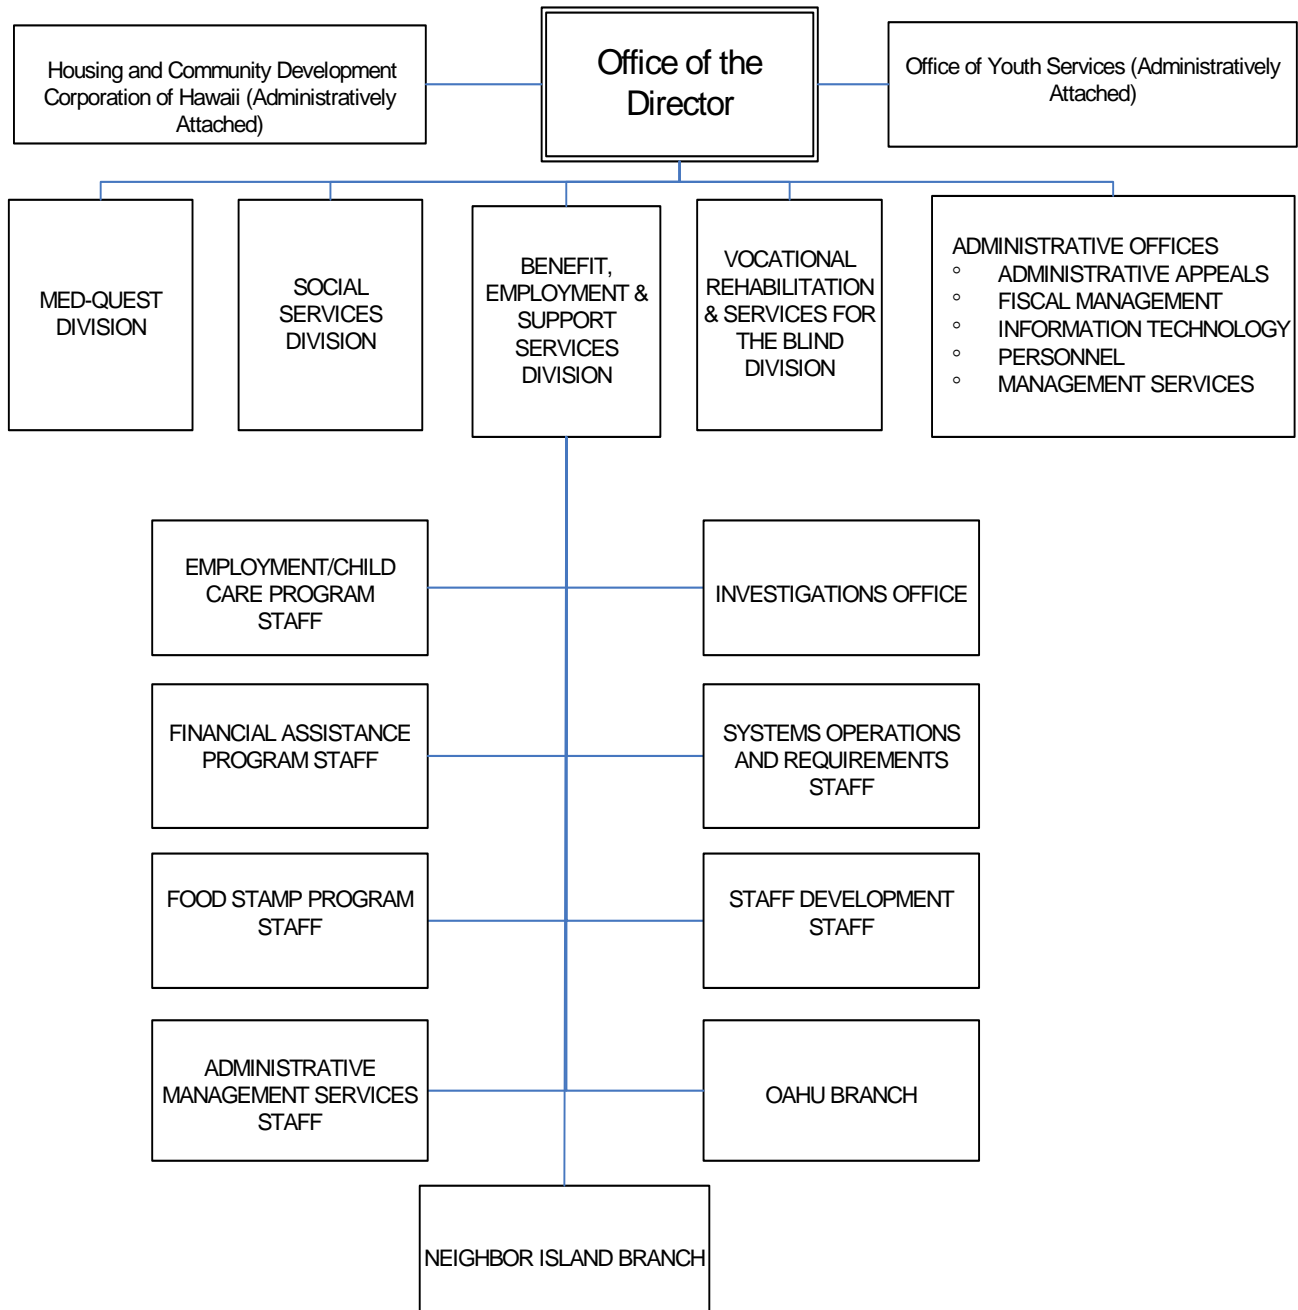 Housing and Community Development
Corporation of Hawaii (Administratively
Attached)
Office of the
Director
Office of Youth Services (Administratively
Attached)
MED-QUEST
DIVISION
SOCIAL
SERVICES
DIVISION
BENEFIT,
EMPLOYMENT &
SUPPORT
SERVICES
DIVISION
VOCATIONAL
REHABILITATION
& SERVICES FOR
THE BLIND
DIVISION
ADMINISTRATIVE OFFICES
° ADMINISTRATIVE APPEALS
° FISCAL MANAGEMENT
° INFORMATION TECHNOLOGY
° PERSONNEL
° MANAGEMENT SERVICES
EMPLOYMENT/CHILD
CARE PROGRAM
STAFF
INVESTIGATIONS OFFICE
FINANCIAL ASSISTANCE
PROGRAM STAFF
SYSTEMS OPERATIONS
AND REQUIREMENTS
STAFF
FOOD STAMP PROGRAM
STAFF
STAFF DEVELOPMENT
STAFF
ADMINISTRATIVE
MANAGEMENT SERVICES
STAFF
OAHU BRANCH
NEIGHBOR ISLAND BRANCH